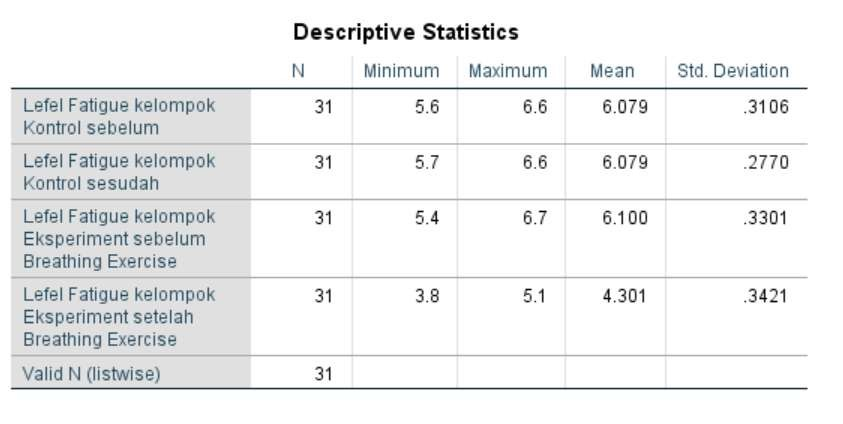 Descriptive Statistics
N Minimum Maximum Mean Std. Deviation
Lefel Fatigue kelompok 31 5.6 6.6 6.079 .3106
Kontrol sebelum
Lefel Fatigue kelompok 31 5.7 6.6 6.079 .2770
Kontrol sesudah
Lefel Fatigue kelompok 31 5.4 6.7 6.100 .3301
Eksperiment sebelum
Breathing Exercise
Lefel Fatigue kelompok 31 3.8 5.1 4.301 .3421
Eksperiment setelah
Breathing Exercise
Valid N (listwise) 31